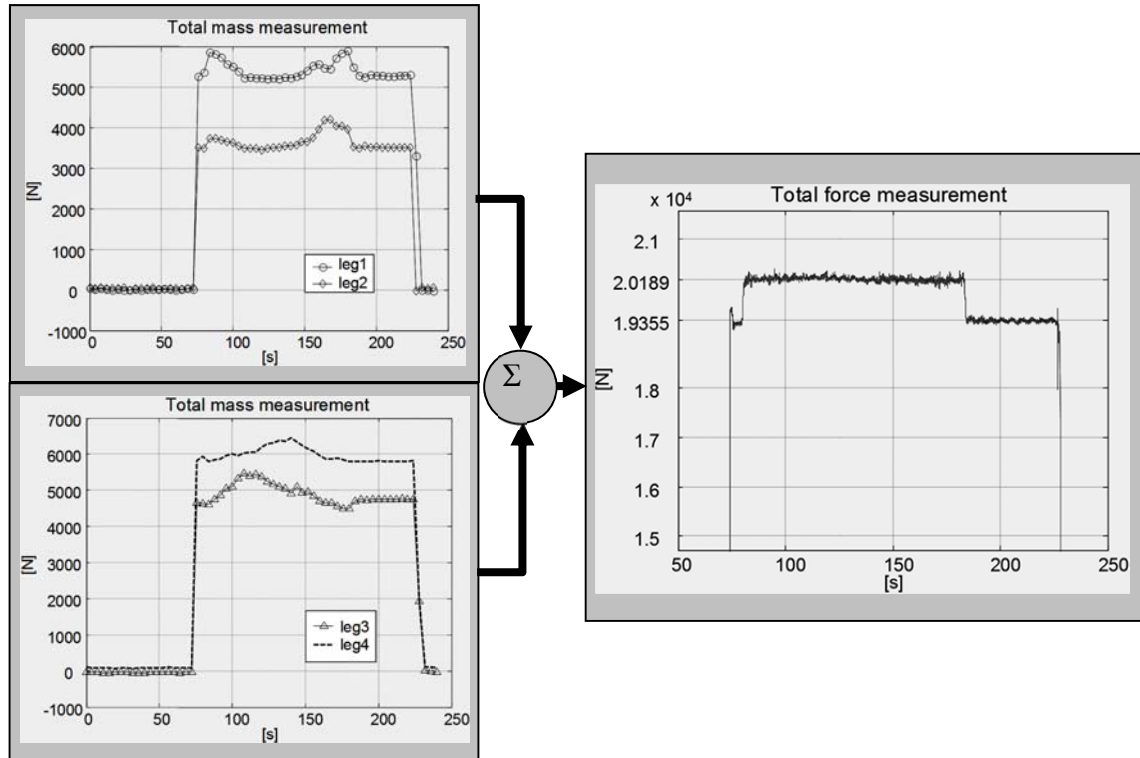 Total mass measurement
6000
5000
4000
3000
2000
1000
0
-1000
[N]
leg1
leg2
0 50 100 150 200 250
[s]
Total mass measurement
7000
6000
5000
4000
3000
2000
1000
0
-1000
[N]
leg3
leg4
0 50 100 150 200 250
[s]
Σ
x 10⁴ Total force measurement
2.1
2.0189
1.9355
1.8
1.7
1.6
1.5
[N]
50 100 150 200 250
[s]